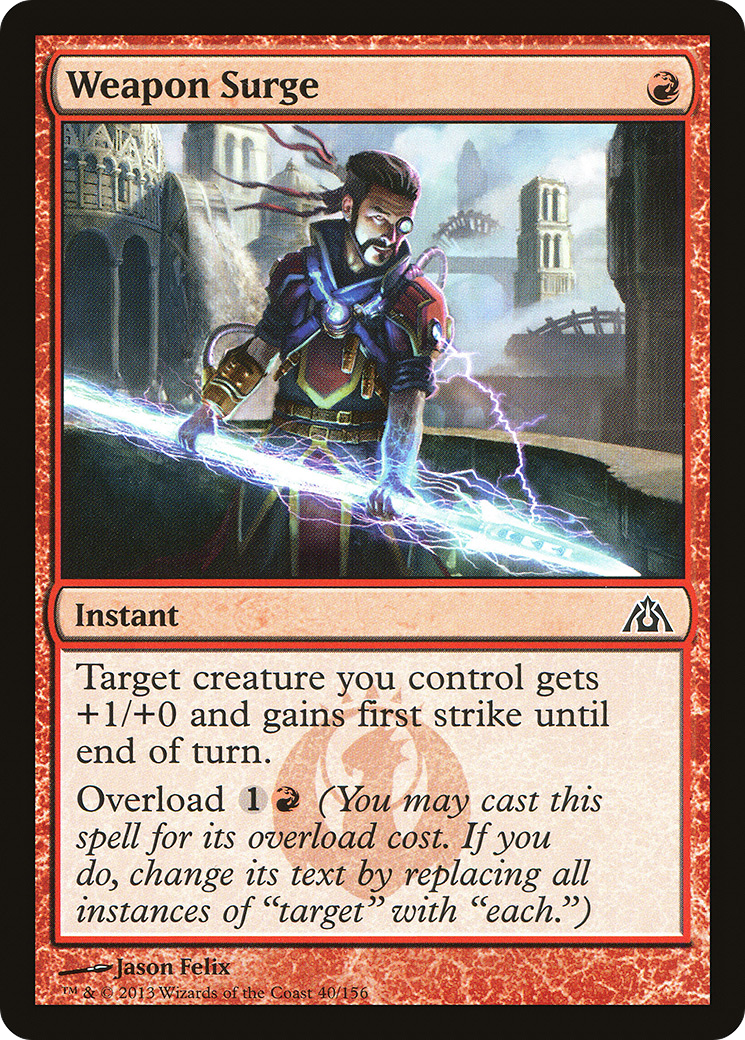 Weapon Surge
Instant
Target creature you control gets
+1/+0 and gains first strike until
end of turn.
Overload 1 (You may cast this
spell for its overload cost. If you
do, change its text by replacing all
instances of “target” with “each.”)
Jason Felix
™ & © 2013 Wizards of the Coast 40/156